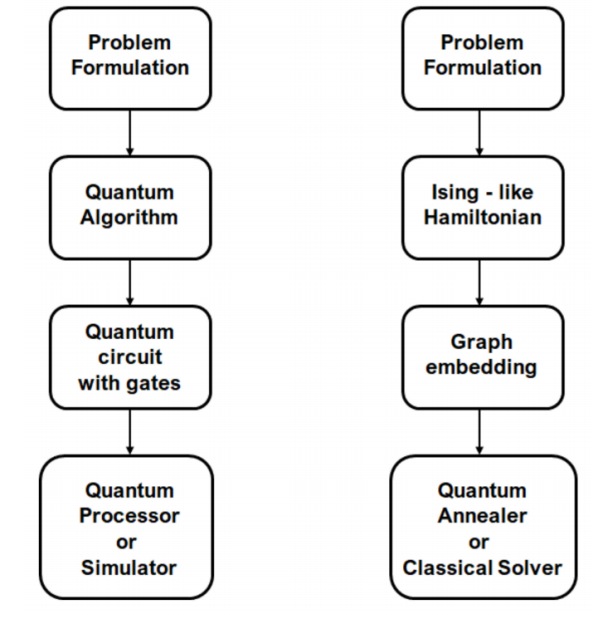 Problem
Formulation
Quantum
Algorithm
Quantum
circuit
with gates
Quantum
Processor
or
Simulator
Problem
Formulation
Ising - like
Hamiltonian
Graph
embedding
Quantum
Annealer
or
Classical Solver